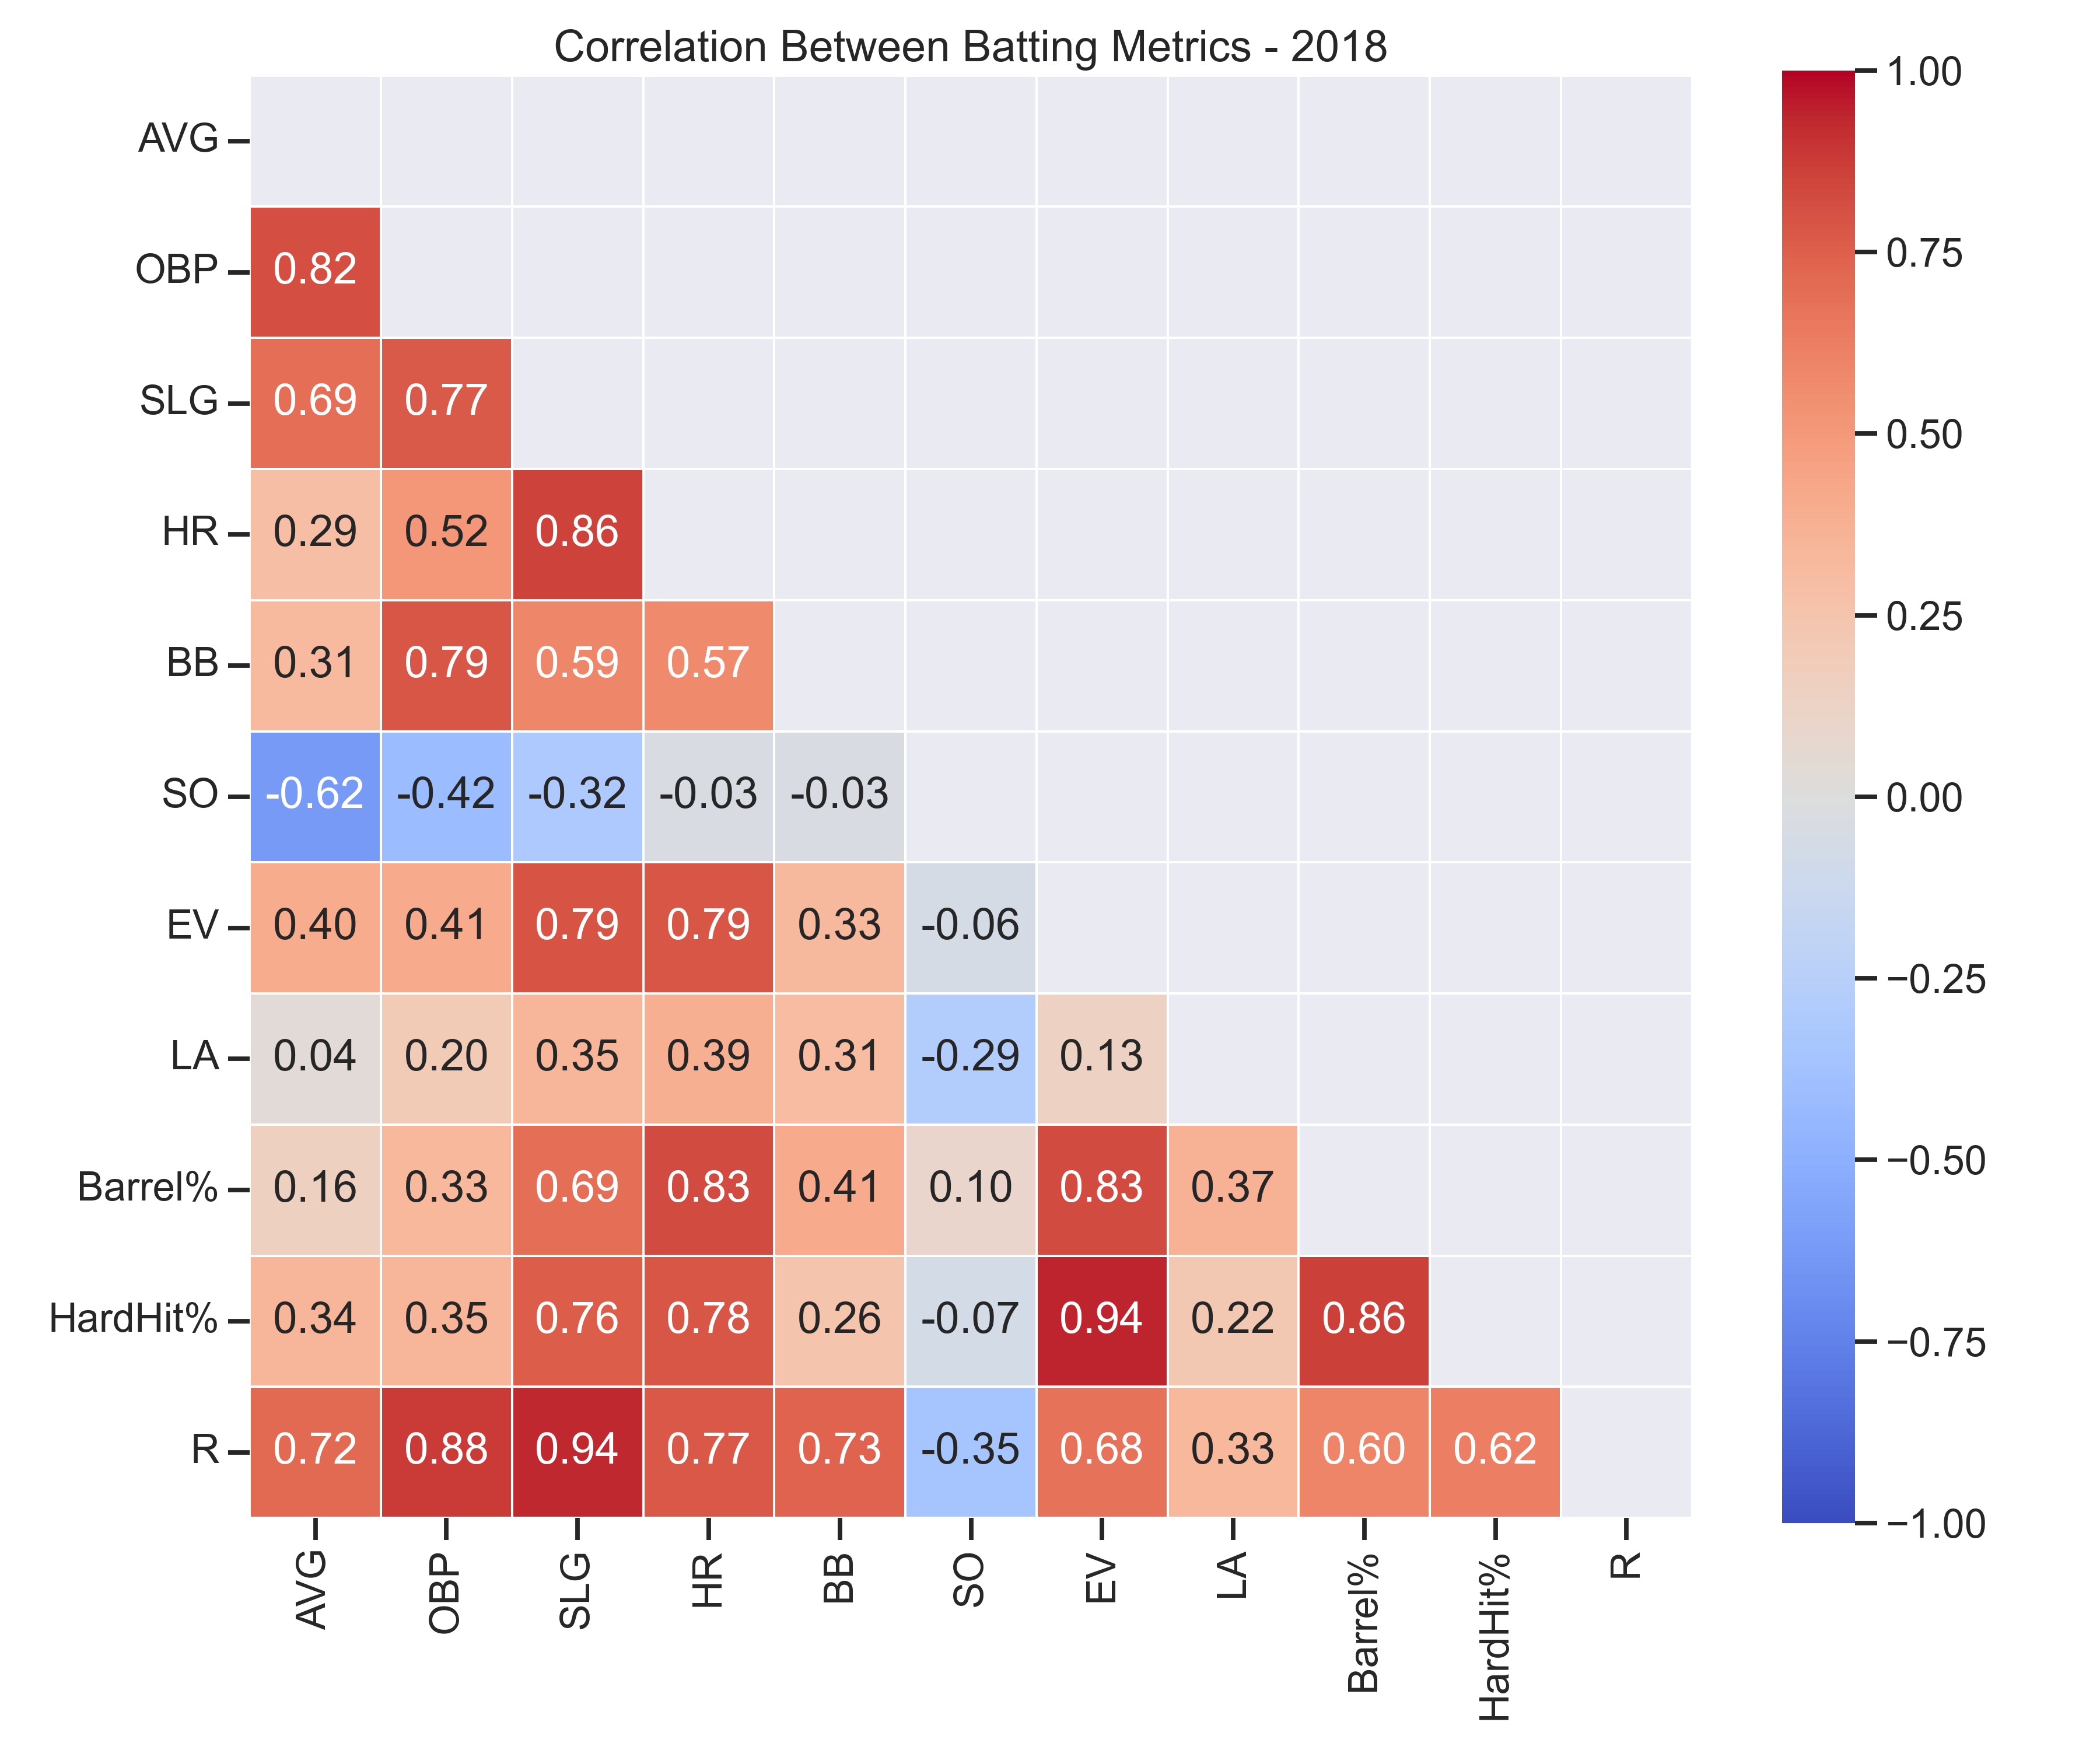 Correlation Between Batting Metrics - 2018
AVG
OBP 0.82
SLG 0.69 0.77
HR 0.29 0.52 0.86
BB 0.31 0.79 0.59 0.57
SO -0.62 -0.42 -0.32 -0.03 -0.03
EV 0.40 0.41 0.79 0.79 0.33 -0.06
LA 0.04 0.20 0.35 0.39 0.31 -0.29 0.13
Barrel% 0.16 0.33 0.69 0.83 0.41 0.10 0.83 0.37
HardHit% 0.34 0.35 0.76 0.78 0.26 -0.07 0.94 0.22 0.86
R 0.72 0.88 0.94 0.77 0.73 -0.35 0.68 0.33 0.60 0.62
AVG OBP SLG HR BB SO EV LA Barrel% HardHit% R
1.00
0.75
0.50
0.25
0.00
−0.25
−0.50
−0.75
−1.00